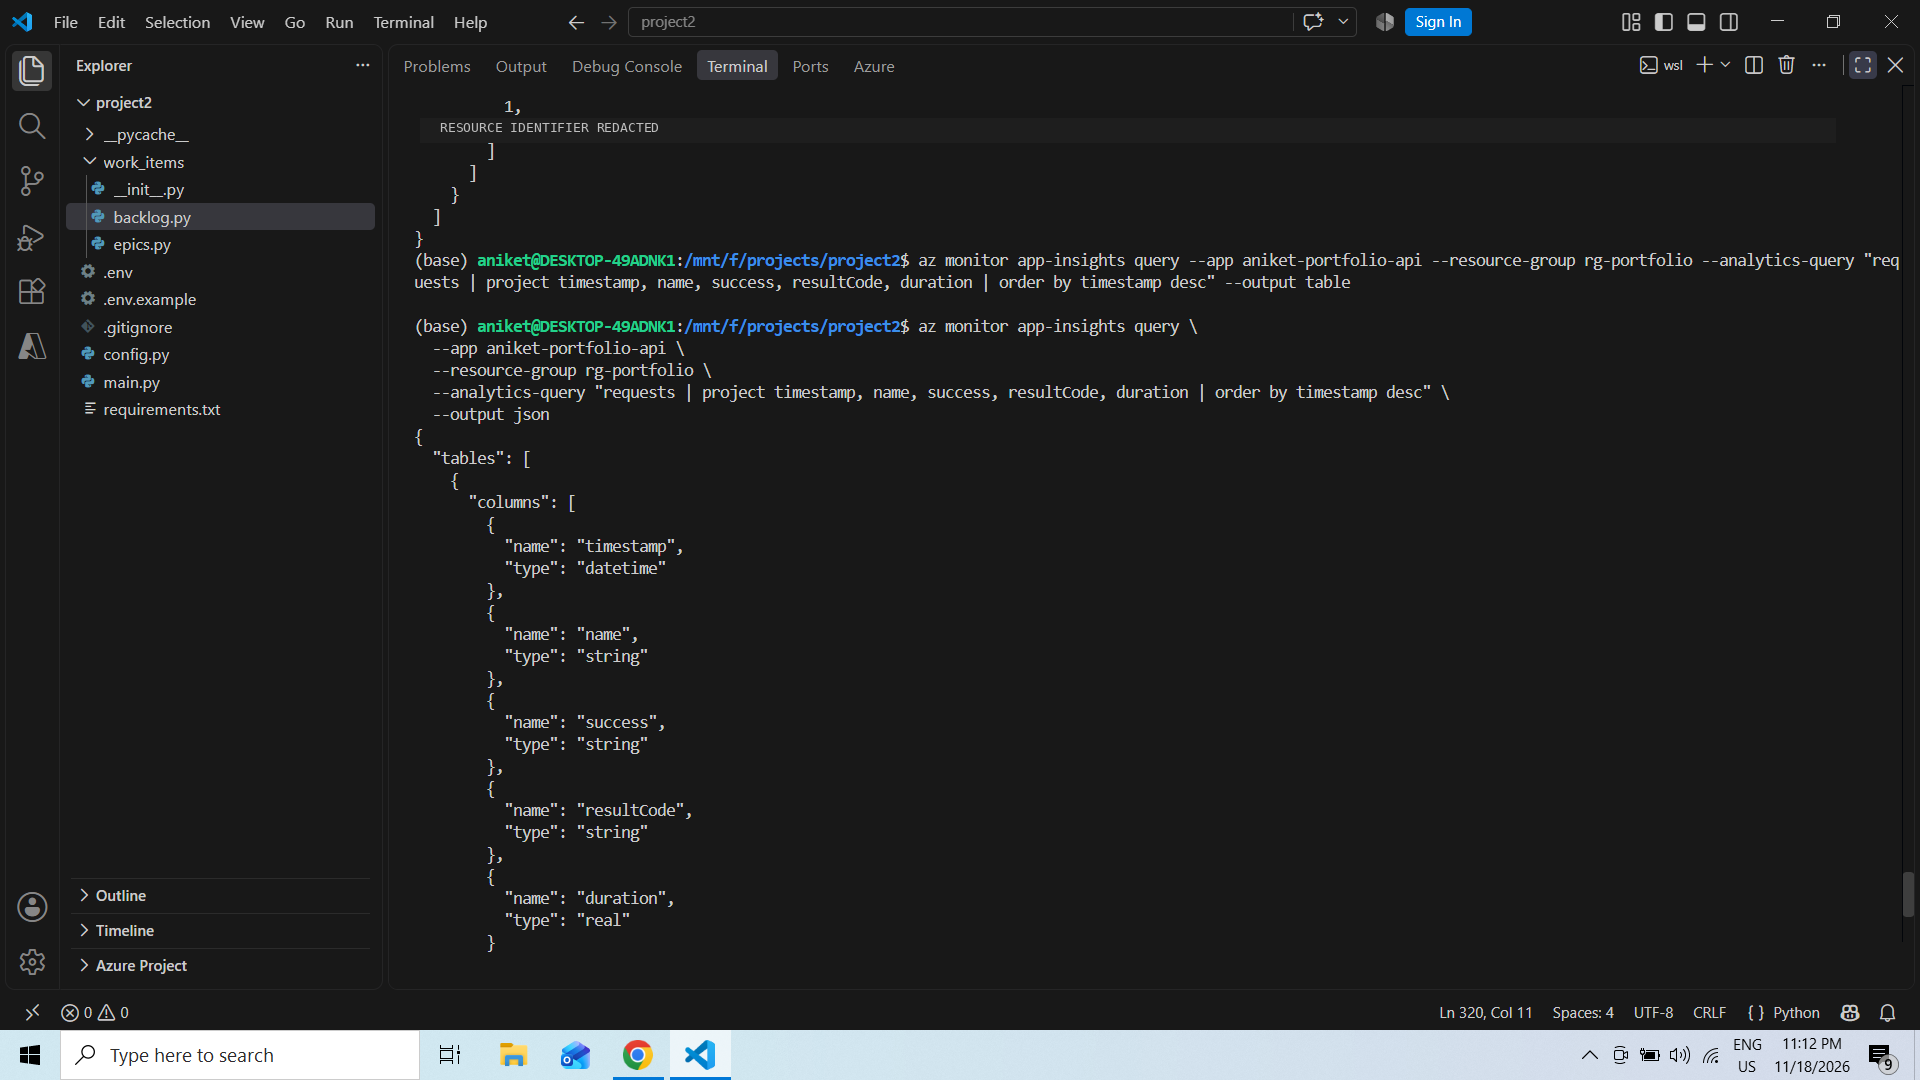 File Edit Selection View Go Run Terminal Help
project2
Sign In
Explorer
project2
__pycache__
work_items
__init__.py
backlog.py
epics.py
.env
.env.example
.gitignore
config.py
main.py
requirements.txt
Outline
Timeline
Azure Project
Problems Output Debug Console Terminal Ports Azure
wsl
1,
RESOURCE IDENTIFIER REDACTED
]
]
}
]
}
(base) aniket@DESKTOP-49ADNK1:/mnt/f/projects/project2$ az monitor app-insights query --app aniket-portfolio-api --resource-group rg-portfolio --analytics-query "req
uests | project timestamp, name, success, resultCode, duration | order by timestamp desc" --output table
(base) aniket@DESKTOP-49ADNK1:/mnt/f/projects/project2$ az monitor app-insights query \
--app aniket-portfolio-api \
--resource-group rg-portfolio \
--analytics-query "requests | project timestamp, name, success, resultCode, duration | order by timestamp desc" \
--output json
{
"tables": [
{
"columns": [
{
"name": "timestamp",
"type": "datetime"
},
{
"name": "name",
"type": "string"
},
{
"name": "success",
"type": "string"
},
{
"name": "resultCode",
"type": "string"
},
{
"name": "duration",
"type": "real"
}
0 0
Ln 320, Col 11 Spaces: 4 UTF-8 CRLF { } Python
Type here to search
ENG
US
11:12 PM
11/18/2026
9